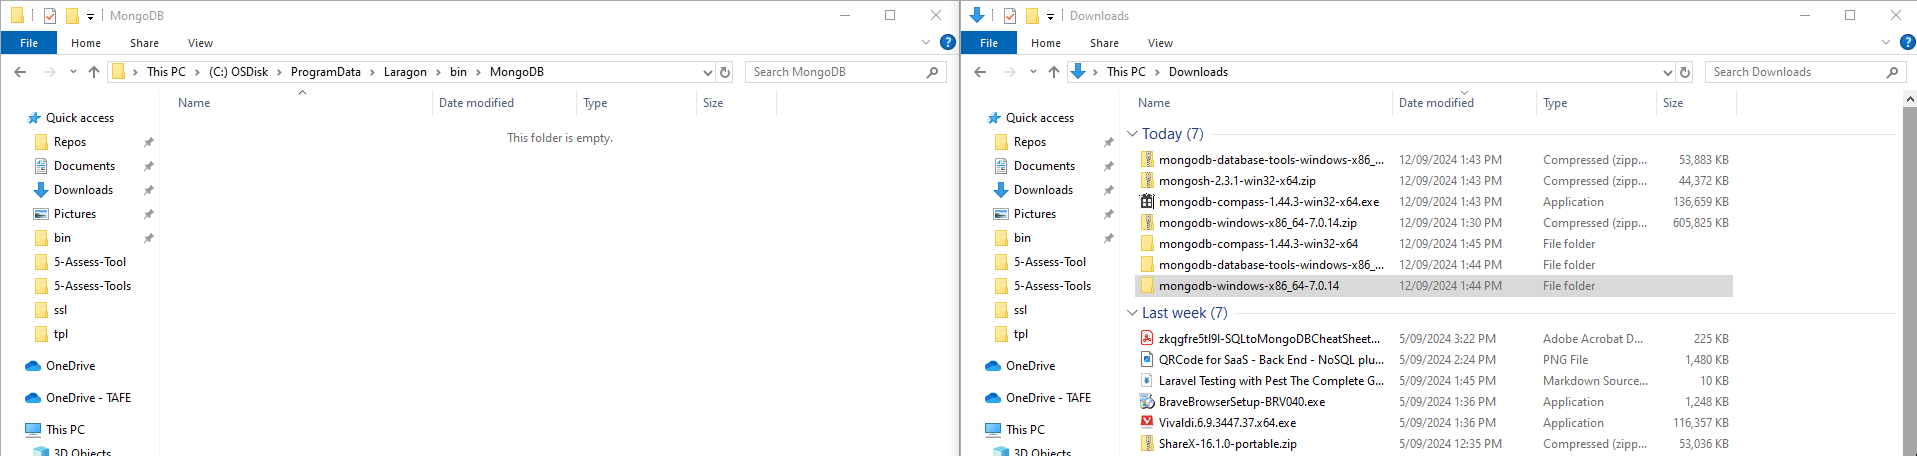 MongoDB
File Home Share View
This PC > (C:) OSDisk > ProgramData > Laragon > bin > MongoDB
Search MongoDB
Name Date modified Type Size
This folder is empty.
Quick access
Repos
Documents
Downloads
Pictures
bin
5-Assess-Tool
5-Assess-Tools
ssl
tpl
OneDrive
OneDrive - TAFE
This PC
3D Objects
Downloads
File Home Share View
This PC > Downloads
Search Downloads
Quick access
Repos
Documents
Downloads
Pictures
bin
5-Assess-Tool
5-Assess-Tools
ssl
tpl
OneDrive
OneDrive - TAFE
This PC
3D Objects
Name Date modified Type Size
Today (7)
mongodb-database-tools-windows-x86_... 12/09/2024 1:43 PM Compressed (zipp... 53,883 KB
mongosh-2.3.1-win32-x64.zip 12/09/2024 1:43 PM Compressed (zipp... 44,372 KB
mongodb-compass-1.44.3-win32-x64.exe 12/09/2024 1:43 PM Application 136,659 KB
mongodb-windows-x86_64-7.0.14.zip 12/09/2024 1:30 PM Compressed (zipp... 605,825 KB
mongodb-compass-1.44.3-win32-x64 12/09/2024 1:45 PM File folder
mongodb-database-tools-windows-x86_... 12/09/2024 1:44 PM File folder
mongodb-windows-x86_64-7.0.14 12/09/2024 1:44 PM File folder
Last week (7)
zkqgfre5tl9l-SQLtoMongoDBCheatSheet... 5/09/2024 3:22 PM Adobe Acrobat D... 225 KB
QRCode for SaaS - Back End - NoSQL plu... 5/09/2024 2:24 PM PNG File 1,480 KB
Laravel Testing with Pest The Complete G... 5/09/2024 1:45 PM Markdown Source... 10 KB
BraveBrowserSetup-BRV040.exe 5/09/2024 1:36 PM Application 1,248 KB
Vivaldi.6.9.3447.37.x64.exe 5/09/2024 1:36 PM Application 116,357 KB
ShareX-16.1.0-portable.zip 5/09/2024 12:35 PM Compressed (zipp... 53,036 KB